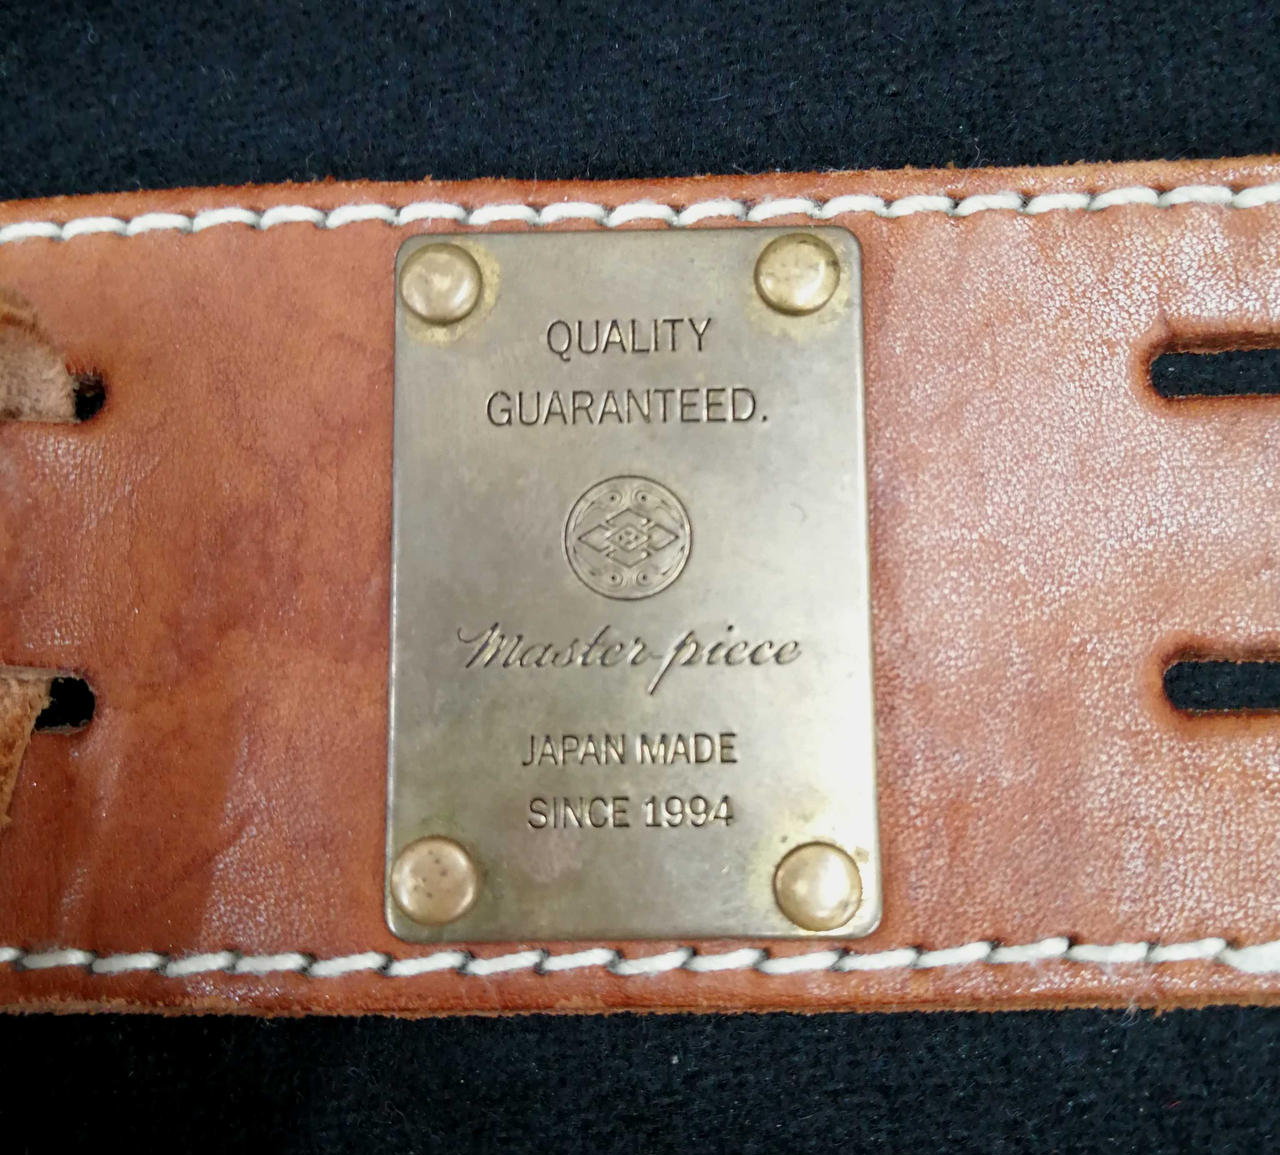 QUALITY
GUARANTEED.
Master-piece
JAPAN MADE
SINCE 1994